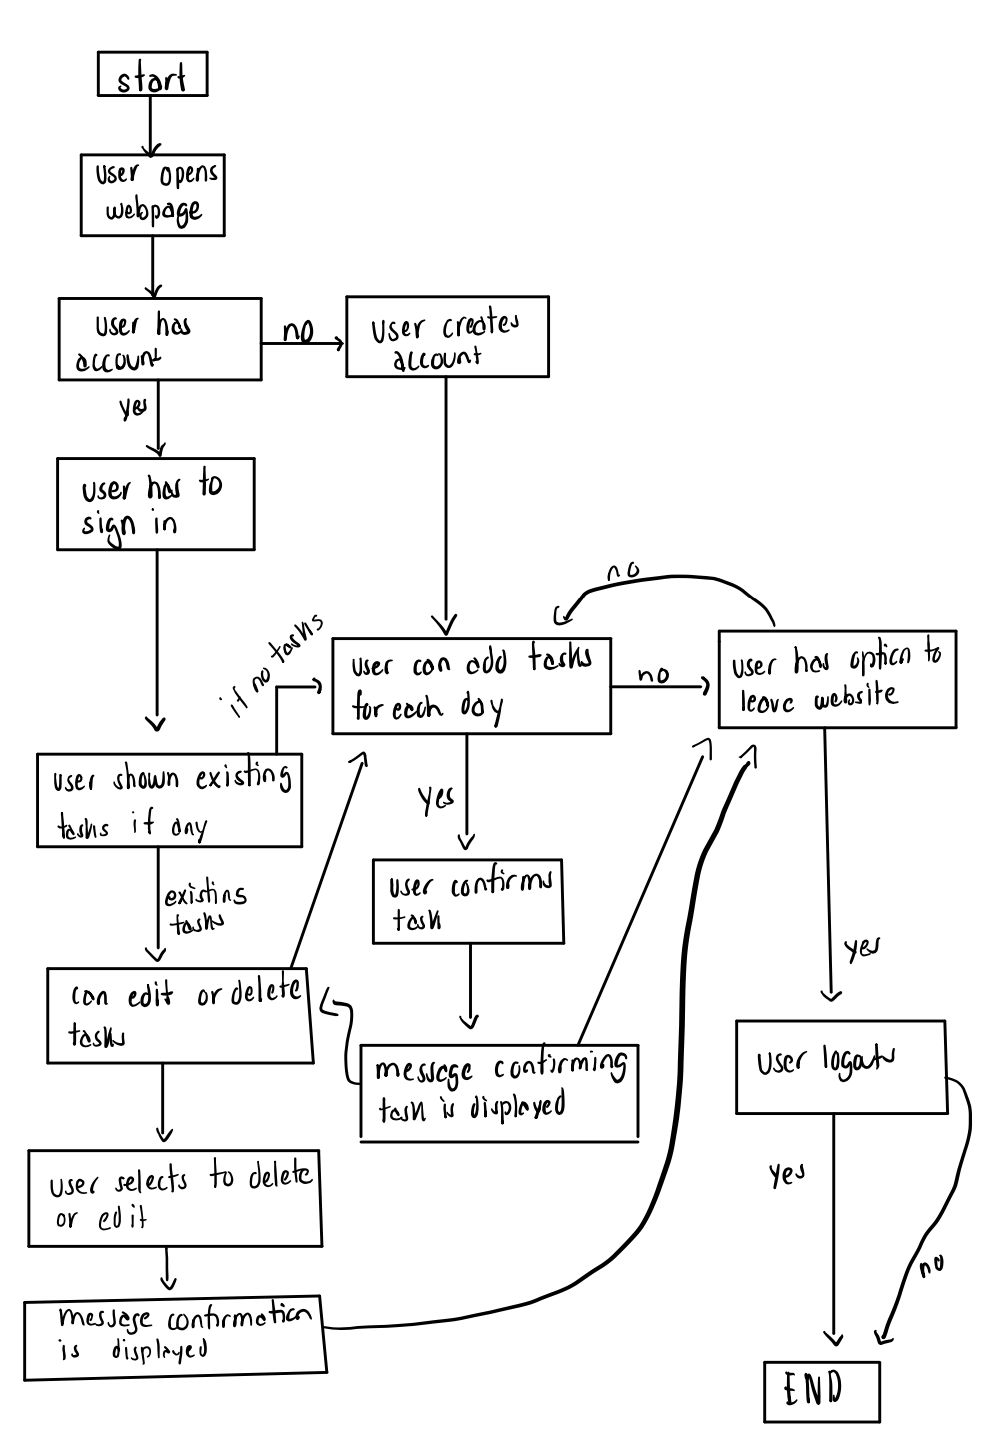 start
user opens
webpage
user has
account
no
user creates
account
yes
user has to
sign in
no
if no tasks
user can add tasks
for each day
no
user has option to
leave website
user shown existing
tasks if any
yes
existing
tasks
user confirms
task
yes
can edit or delete
tasks
message confirming
task is displayed
user logouts
yes
user selects to delete
or edit
no
message confirmation
is displayed
END